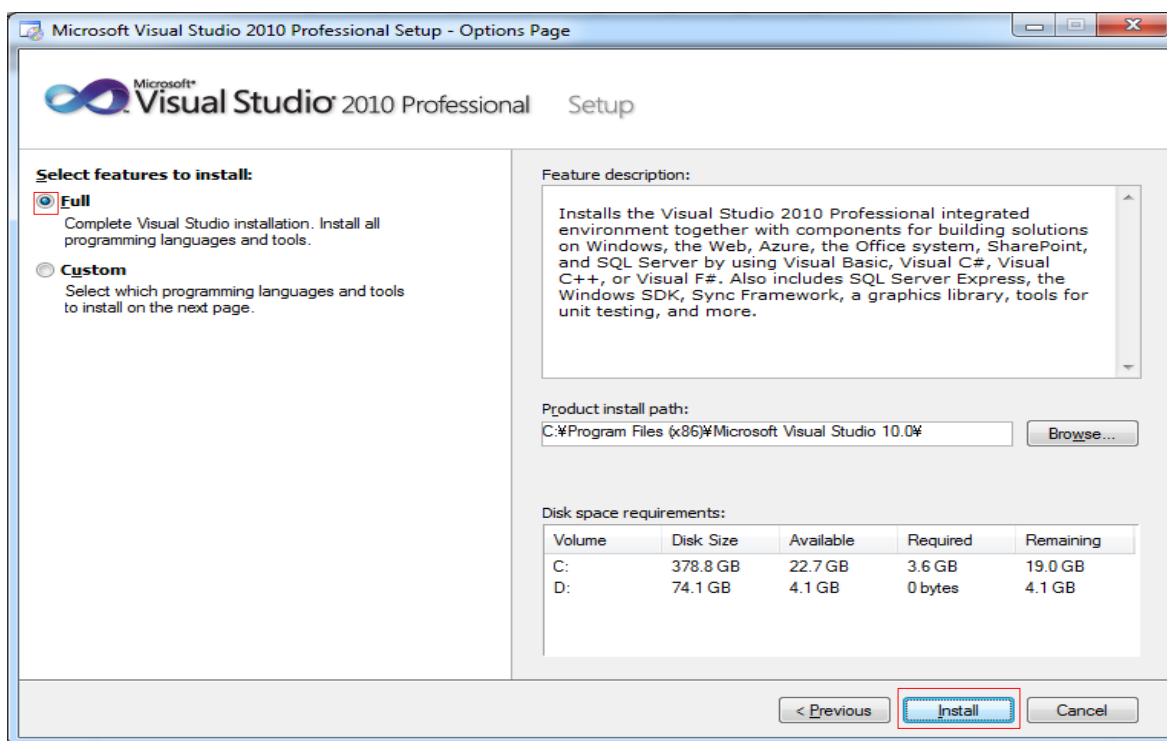 Microsoft Visual Studio 2010 Professional Setup - Options Page
Microsoft®
Visual Studio® 2010 Professional Setup
Select features to install:
Full
Complete Visual Studio installation. Install all
programming languages and tools.
Custom
Select which programming languages and tools
to install on the next page.
Feature description:
Installs the Visual Studio 2010 Professional integrated
environment together with components for building solutions
on Windows, the Web, Azure, the Office system, SharePoint,
and SQL Server by using Visual Basic, Visual C#, Visual
C++, or Visual F#. Also includes SQL Server Express, the
Windows SDK, Sync Framework, a graphics library, tools for
unit testing, and more.
Product install path:
C:¥Program Files (x86)¥Microsoft Visual Studio 10.0¥
Browse...
Disk space requirements:
Volume Disk Size Available Required Remaining
C: 378.8 GB 22.7 GB 3.6 GB 19.0 GB
D: 74.1 GB 4.1 GB 0 bytes 4.1 GB
< Previous Install Cancel